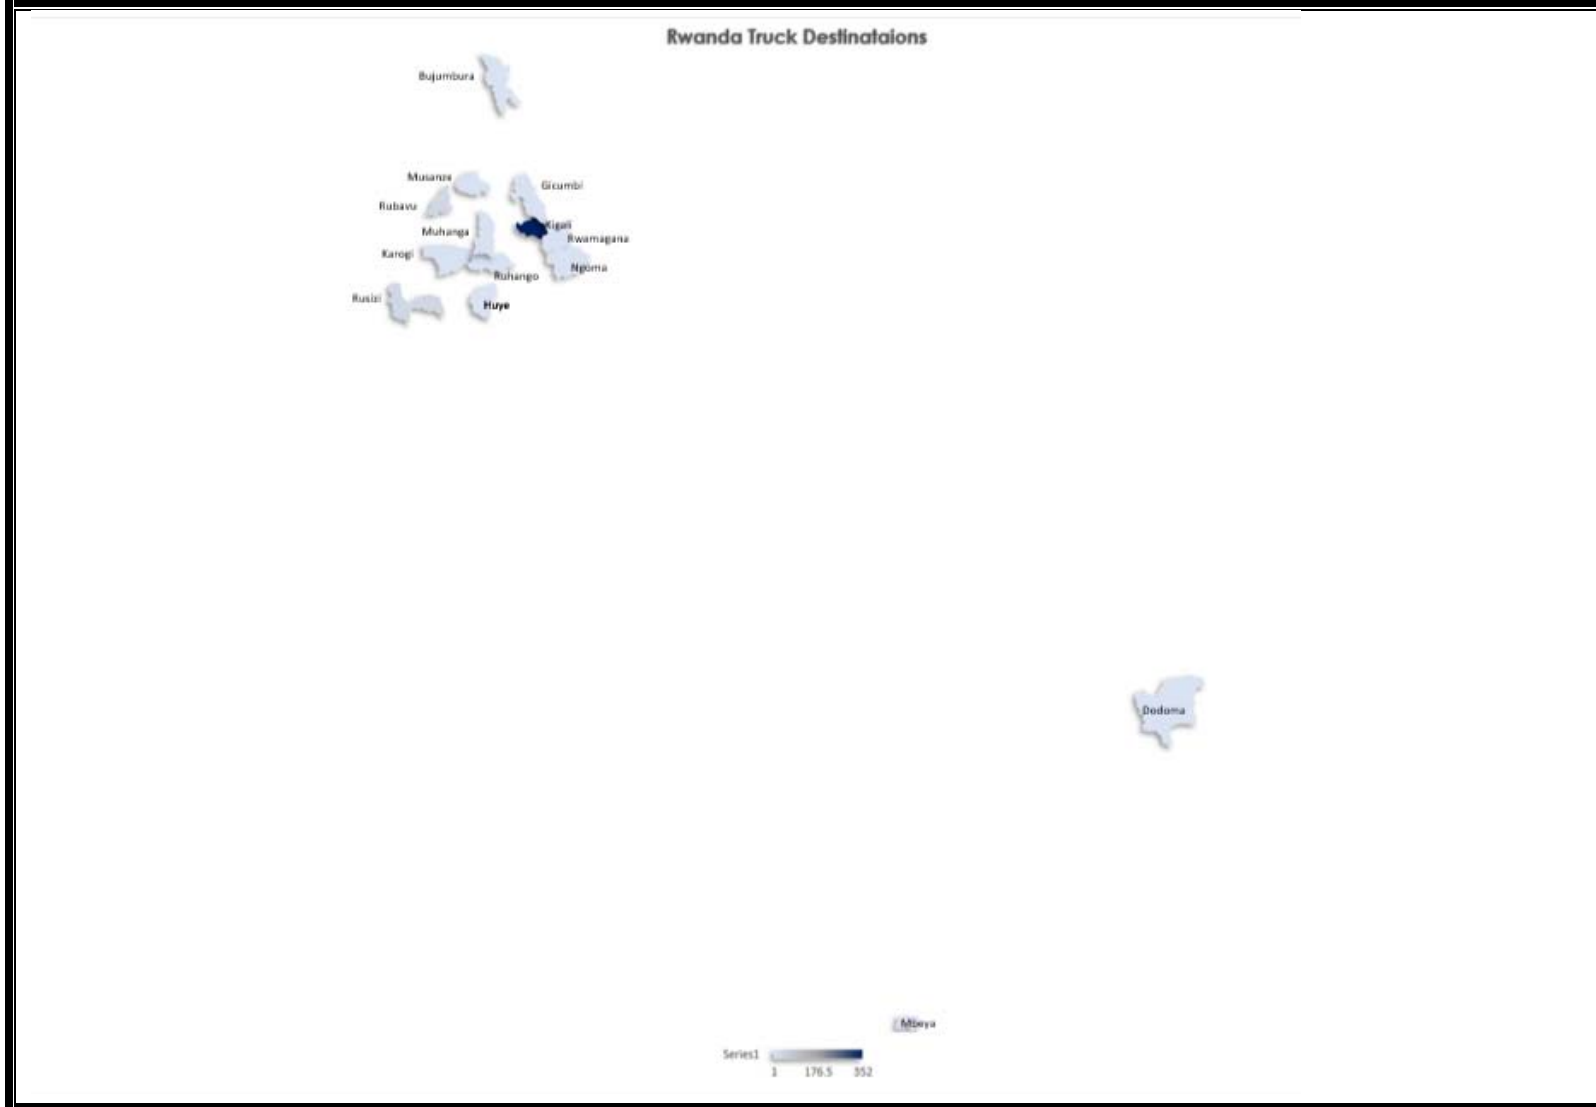 Rwanda Truck Destinataions
Bujumbura
Musanze
Gicumbi
Rubavu
Kigali
Muhanga
Rwamagana
Karogi
Ngoma
Ruhango
Rusizi
Huye
Dodoma
Mbeya
Series1
1 176.5 352